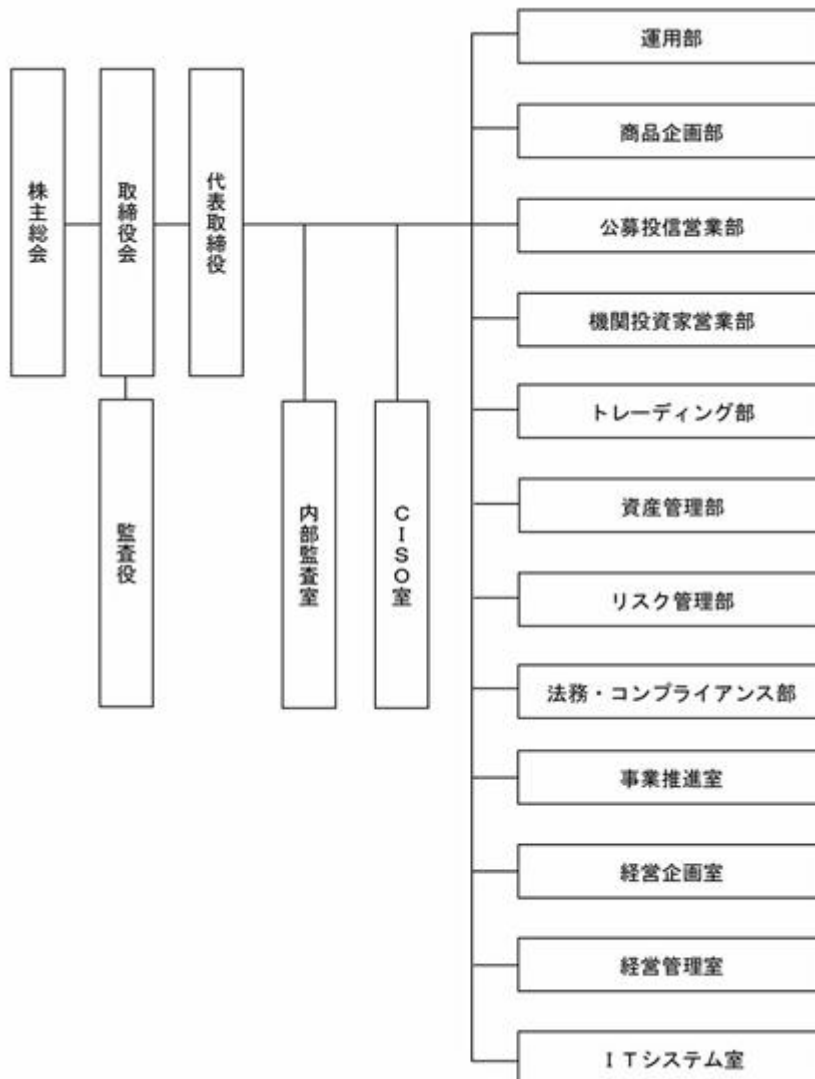 株主総会
取締役会
代表取締役
監査役
内部監査室
CISO室
運用部
商品企画部
公募投信営業部
機関投資家営業部
トレーディング部
資産管理部
リスク管理部
法務・コンプライアンス部
事業推進室
経営企画室
経営管理室
ITシステム室